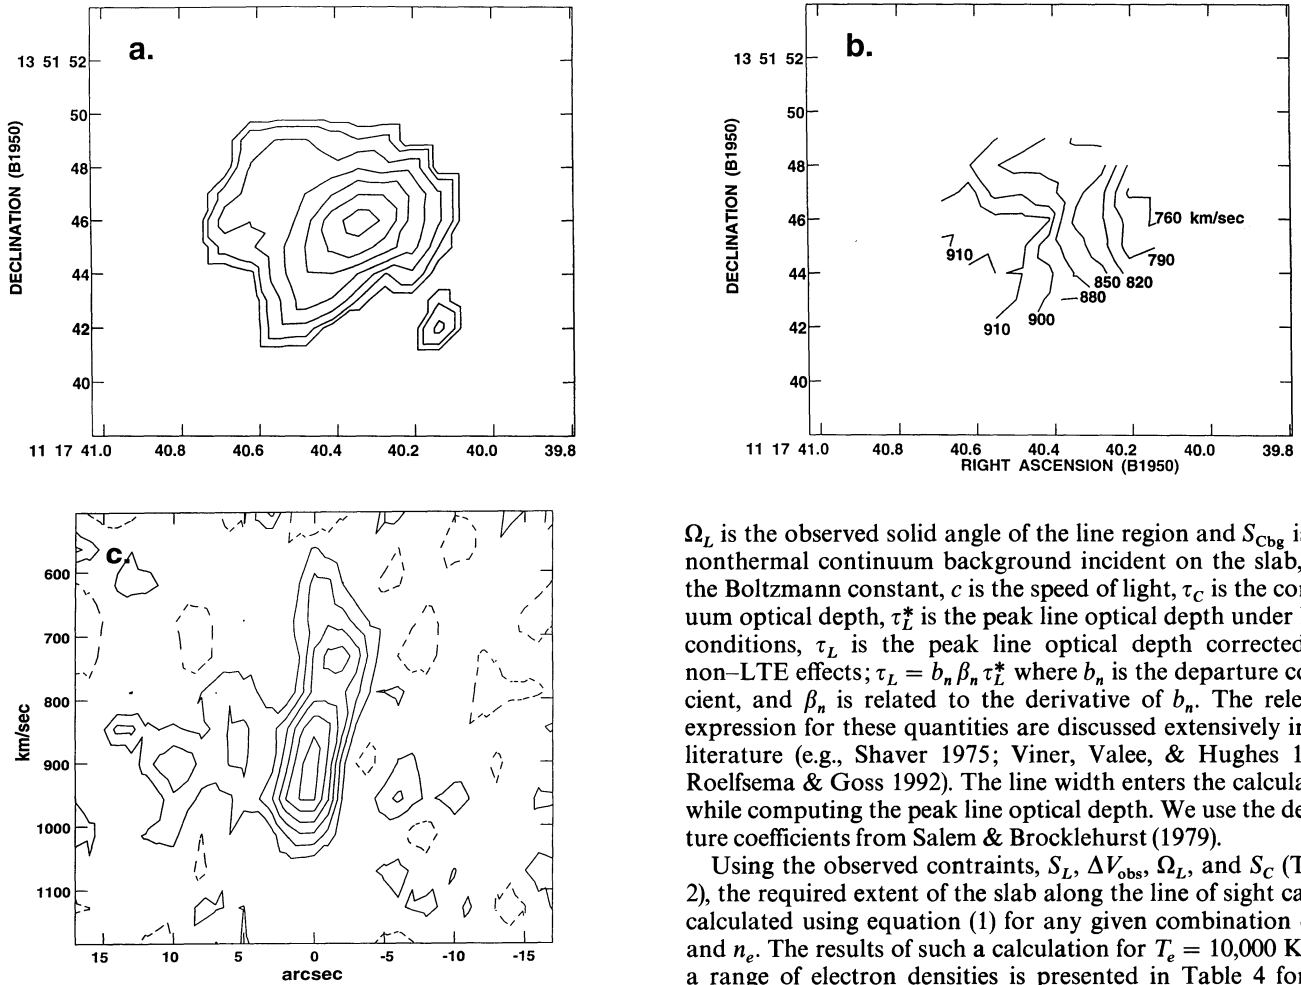 a.
DECLINATION (B1950)
13 51 52
50
48
46
44
42
40
11 17 41.0 40.8 40.6 40.4 40.2 40.0 39.8
b.
DECLINATION (B1950)
13 51 52
50
48
46
44
42
40
760 km/sec
790
820
850
880
900
910
910
11 17 41.0 40.8 40.6 40.4 40.2 40.0 39.8
RIGHT ASCENSION (B1950)
c.
km/sec
600
700
800
900
1000
1100
15 10 5 0 -5 -10 -15
arcsec
Ω_L is the observed solid angle of the line region and S_Cbg i
nonthermal continuum background incident on the slab,
the Boltzmann constant, c is the speed of light, τ_C is the co
uum optical depth, τ*_L is the peak line optical depth under
conditions, τ_L is the peak line optical depth corrected
non–LTE effects; τ_L = b_n β_n τ*_L where b_n is the departure co
cient, and β_n is related to the derivative of b_n. The rele
expression for these quantities are discussed extensively i
literature (e.g., Shaver 1975; Viner, Valee, & Hughes 1
Roelfsema & Goss 1992). The line width enters the calcula
while computing the peak line optical depth. We use the de
ture coefficients from Salem & Brocklehurst (1979).
Using the observed contraints, S_L, ΔV_obs, Ω_L, and S_C (T
2), the required extent of the slab along the line of sight ca
calculated using equation (1) for any given combination
and n_e. The results of such a calculation for T_e = 10,000 K
a range of electron densities is presented in Table 4 for